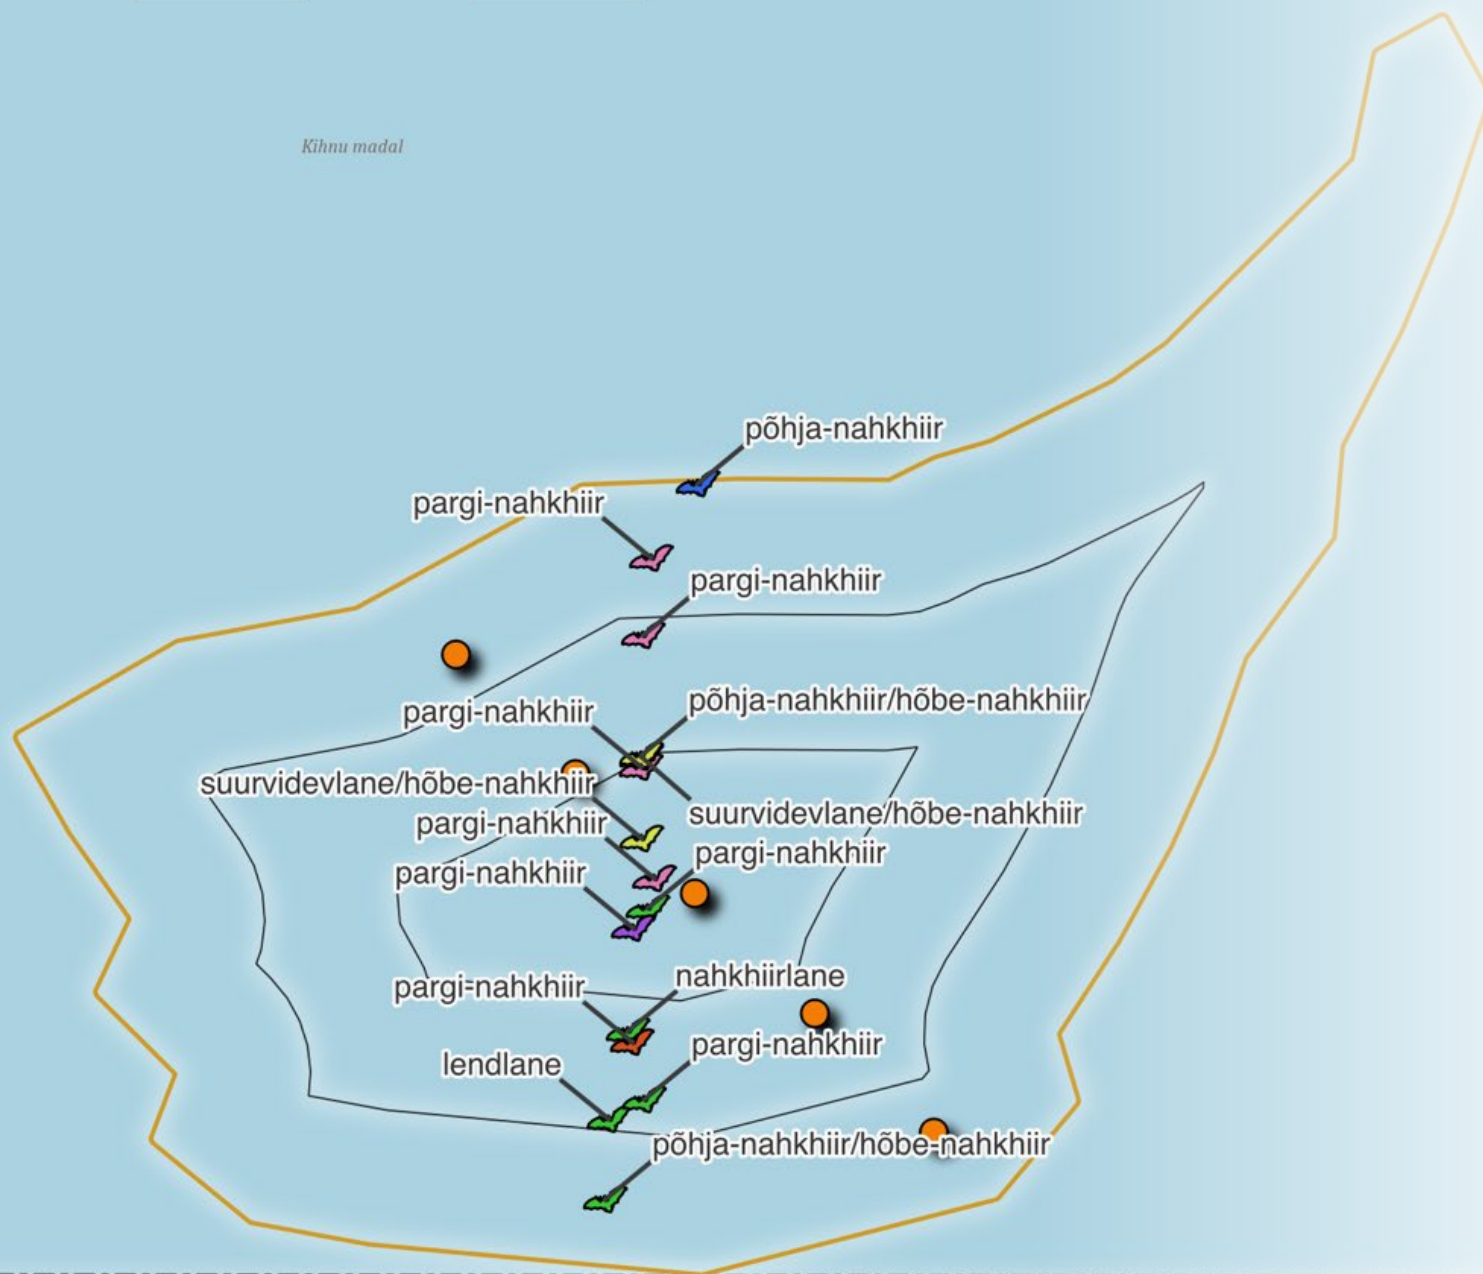 Kihnu madal
põhja-nahkhiir
pargi-nahkhiir
pargi-nahkhiir
põhja-nahkhiir/hõbe-nahkhiir
pargi-nahkhiir
suurvidevlane/hõbe-nahkhiir
suurvidevlane/hõbe-nahkhiir
pargi-nahkhiir
pargi-nahkhiir
pargi-nahkhiir
nahkhiirlane
pargi-nahkhiir
pargi-nahkhiir
lendlane
põhja-nahkhiir/hõbe-nahkhiir